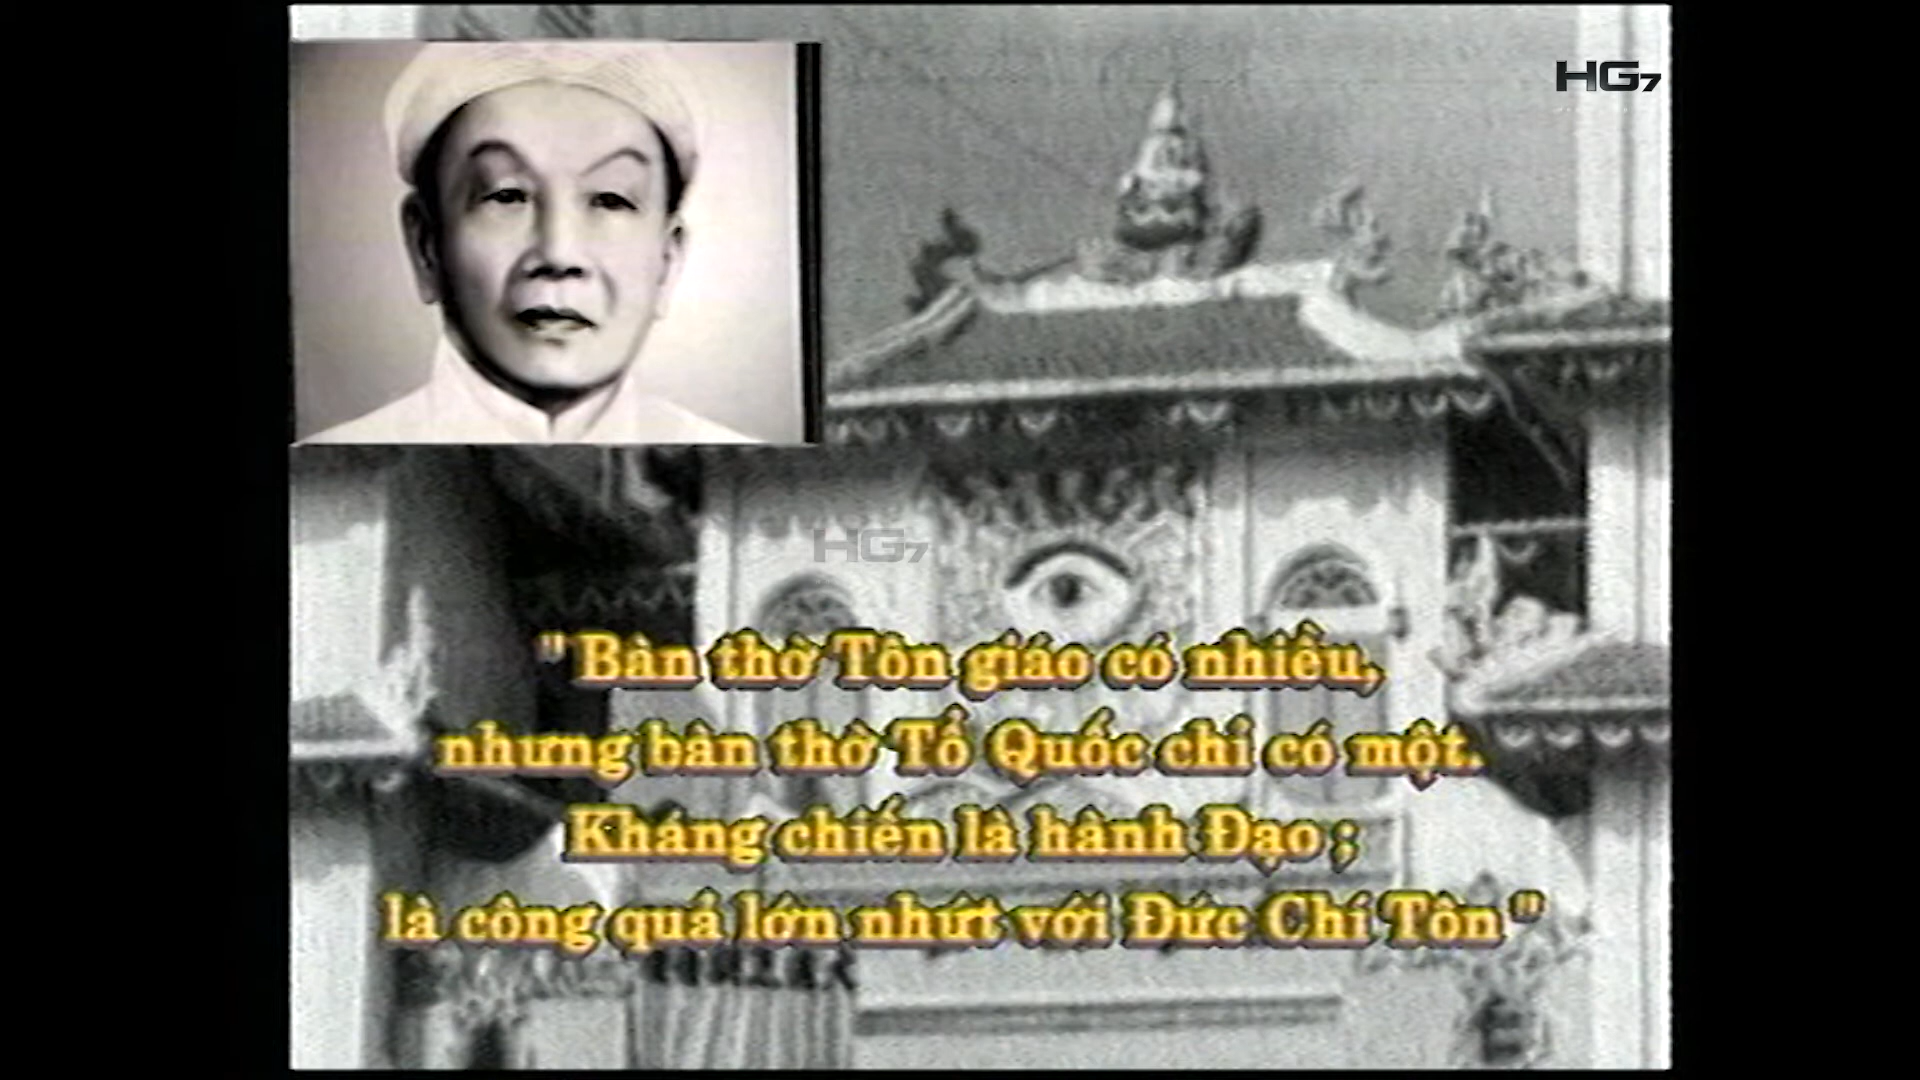 HG7
HG7
"Bàn thờ Tôn giáo có nhiều,
nhưng bàn thờ Tổ Quốc chỉ có một.
Kháng chiến là hành Đạo ;
là công quả lớn nhứt với Đức Chí Tôn"